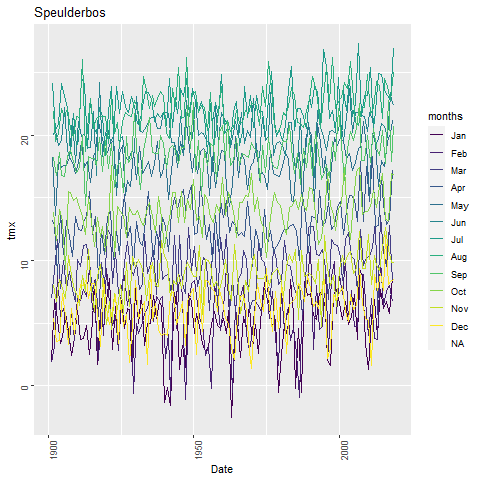 Speulderbos
months
Jan
Feb
Mar
Apr
May
Jun
Jul
Aug
Sep
Oct
Nov
Dec
NA
tmx
20
10
0
1900
1950
2000
Date